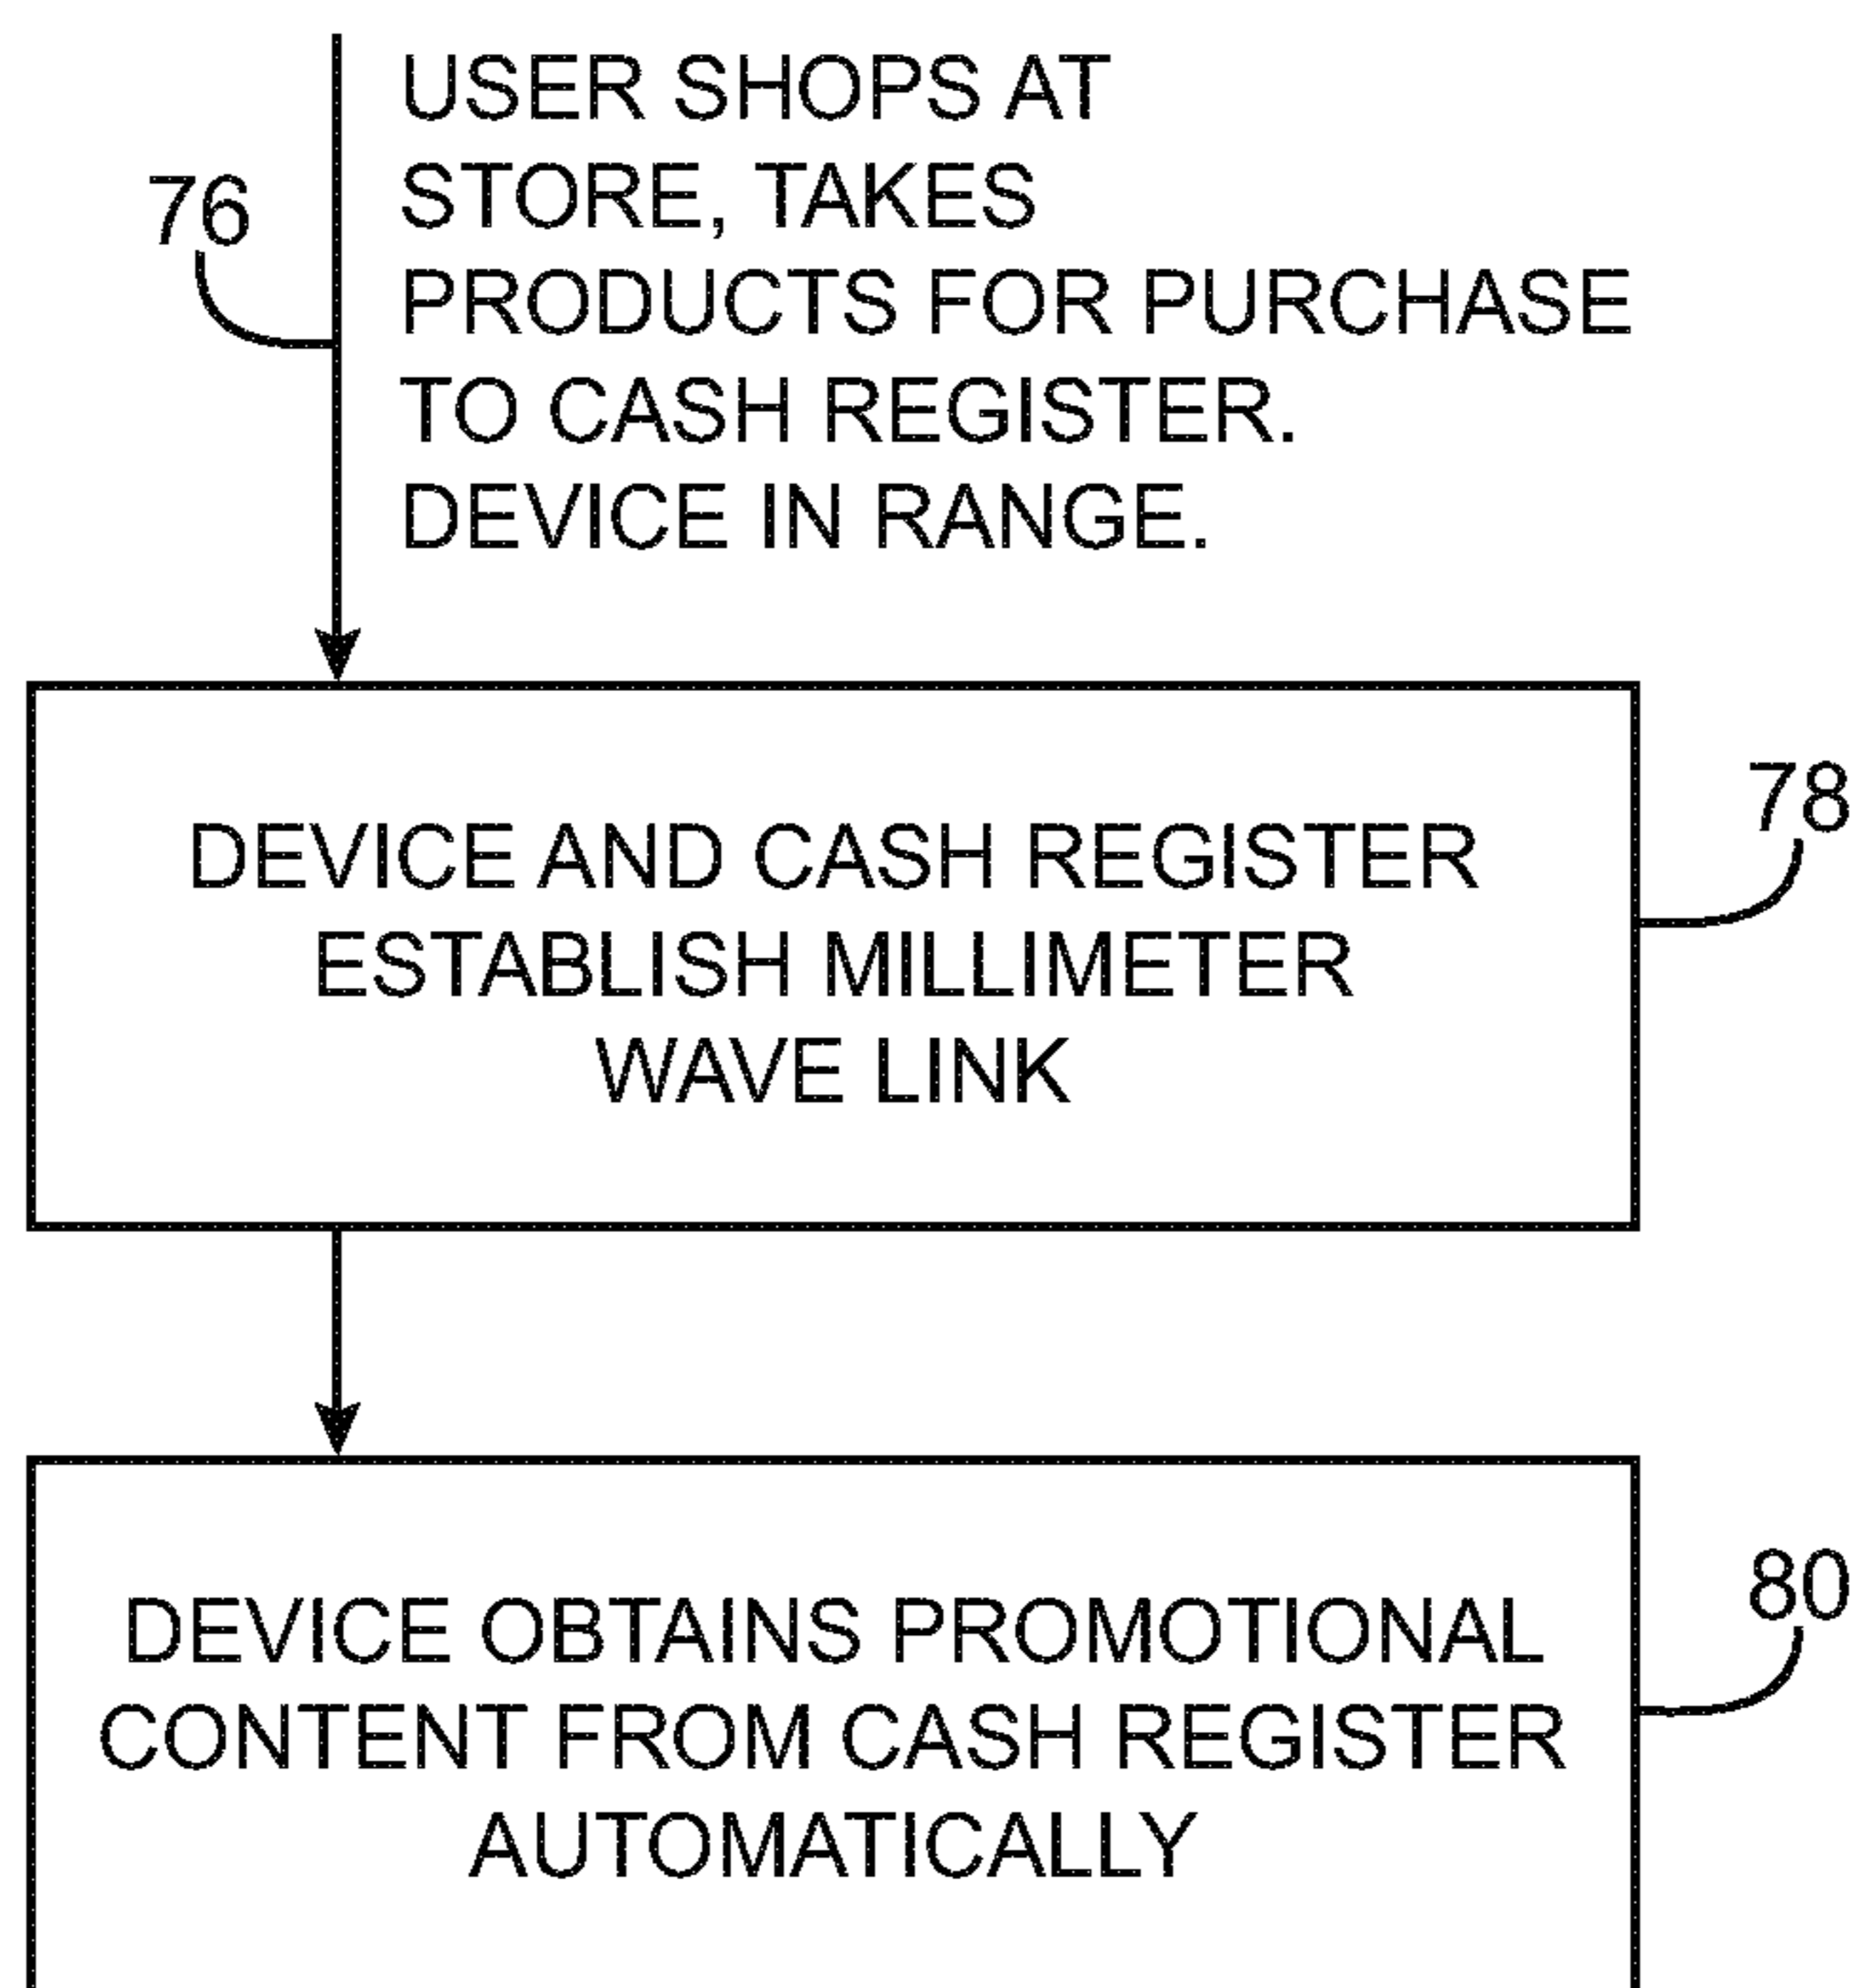 USER SHOPS AT
STORE, TAKES
PRODUCTS FOR PURCHASE
TO CASH REGISTER.
DEVICE IN RANGE.
76
DEVICE AND CASH REGISTER
ESTABLISH MILLIMETER
WAVE LINK
78
DEVICE OBTAINS PROMOTIONAL
CONTENT FROM CASH REGISTER
AUTOMATICALLY
80